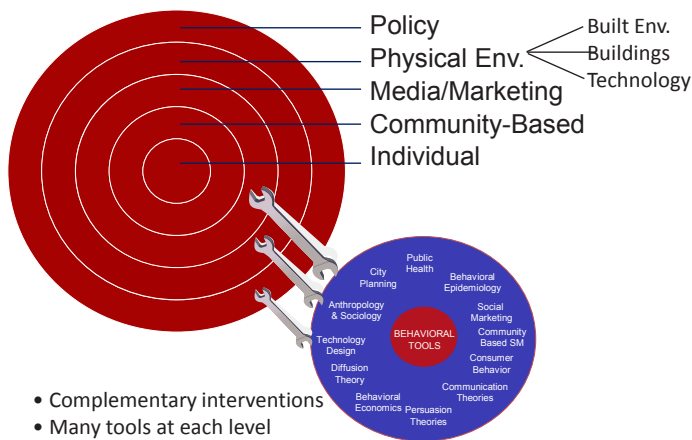 Policy
Physical Env.
Media/Marketing
Community-Based
Individual
Built Env.
Buildings
Technology
Public
Health
City
Planning
Behavioral
Epidemiology
Anthropology
& Sociology
Social
Marketing
BEHAVIORAL
TOOLS
Community
Based SM
Technology
Design
Consumer
Behavior
Diffusion
Theory
Communication
Theories
Behavioral
Economics
Persuasion
Theories
• Complementary interventions
• Many tools at each level